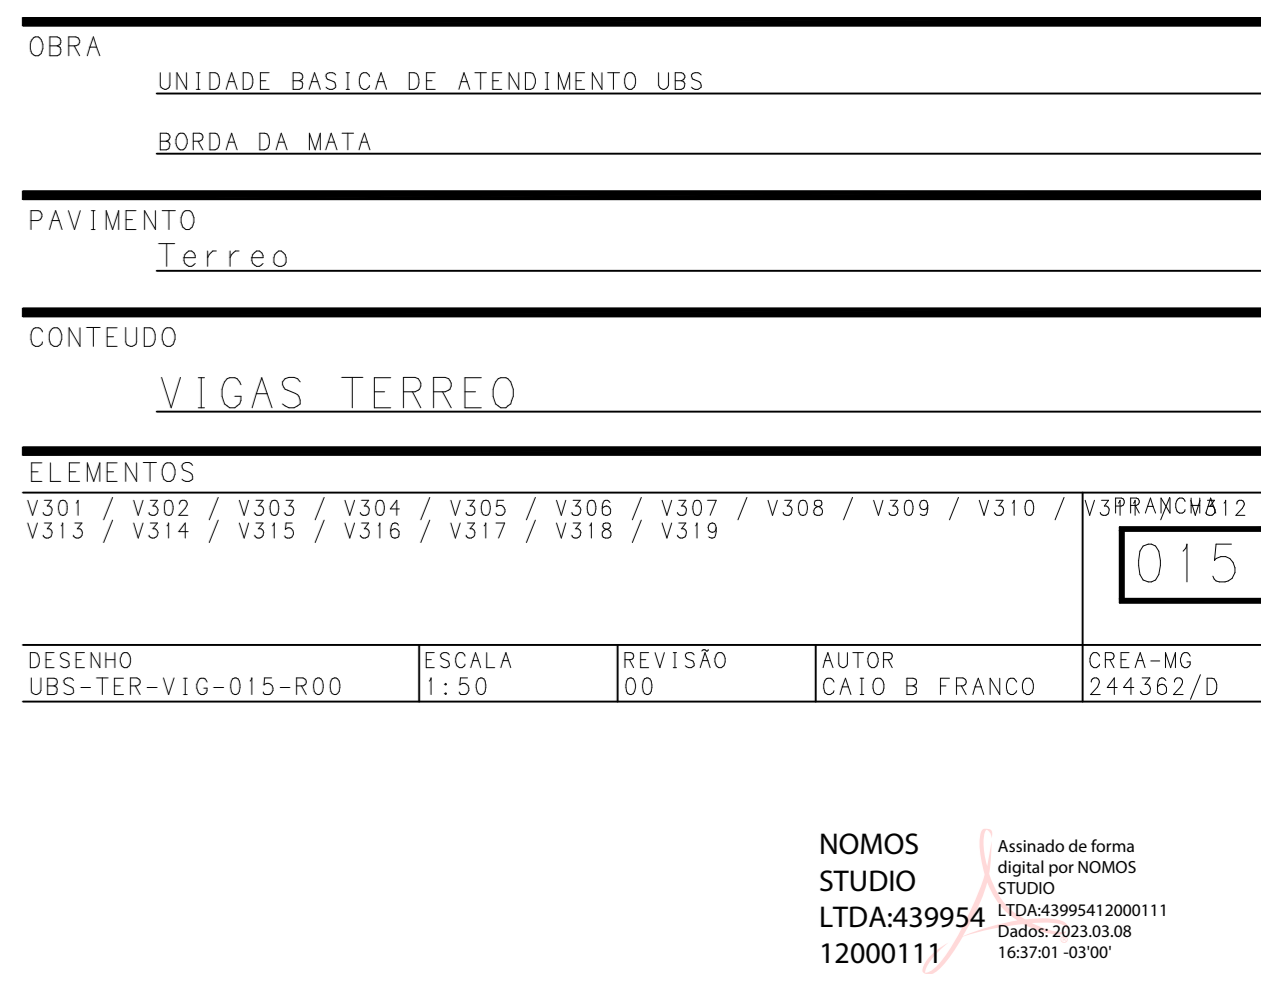 OBRA
UNIDADE BASICA DE ATENDIMENTO UBS
BORDA DA MATA
PAVIMENTO
Terreo
CONTEUDO
VIGAS TERREO
ELEMENTOS
V301 / V302 / V303 / V304 / V305 / V306 / V307 / V308 / V309 / V310 / V311 / V312
V313 / V314 / V315 / V316 / V317 / V318 / V319
PRANCHA
015
DESENHO
UBS-TER-VIG-015-R00
ESCALA
1:50
REVISÃO
00
AUTOR
CAIO B FRANCO
CREA-MG
244362/D
NOMOS
STUDIO
LTDA:439954
12000111
Assinado de forma
digital por NOMOS
STUDIO
LTDA:43995412000111
Dados: 2023.03.08
16:37:01 -03'00'